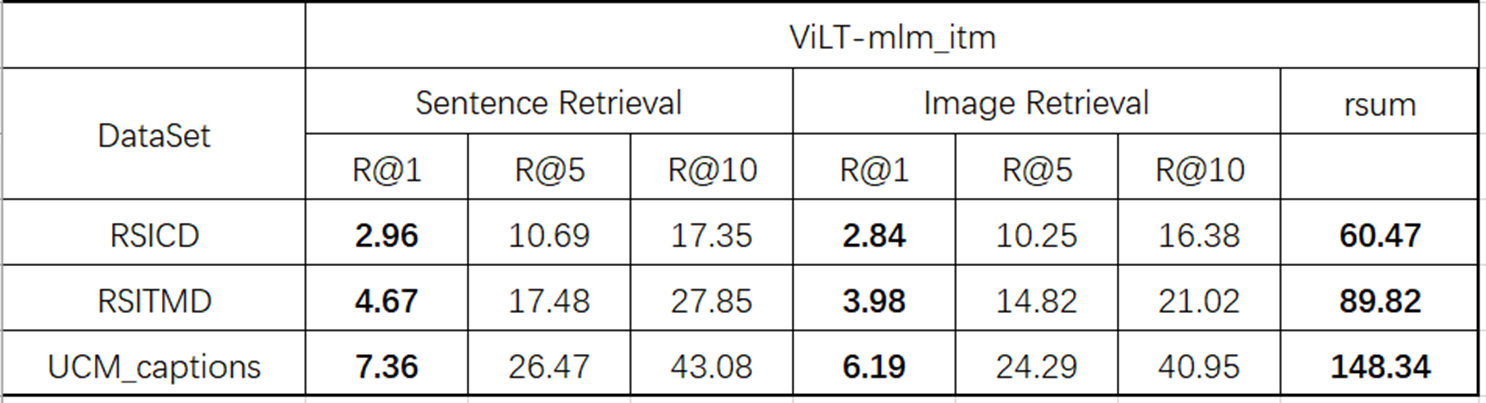 ViLT-mlm_itm
DataSet Sentence Retrieval Image Retrieval rsum
R@1 R@5 R@10 R@1 R@5 R@10
RSICD 2.96 10.69 17.35 2.84 10.25 16.38 60.47
RSITMD 4.67 17.48 27.85 3.98 14.82 21.02 89.82
UCM_captions 7.36 26.47 43.08 6.19 24.29 40.95 148.34